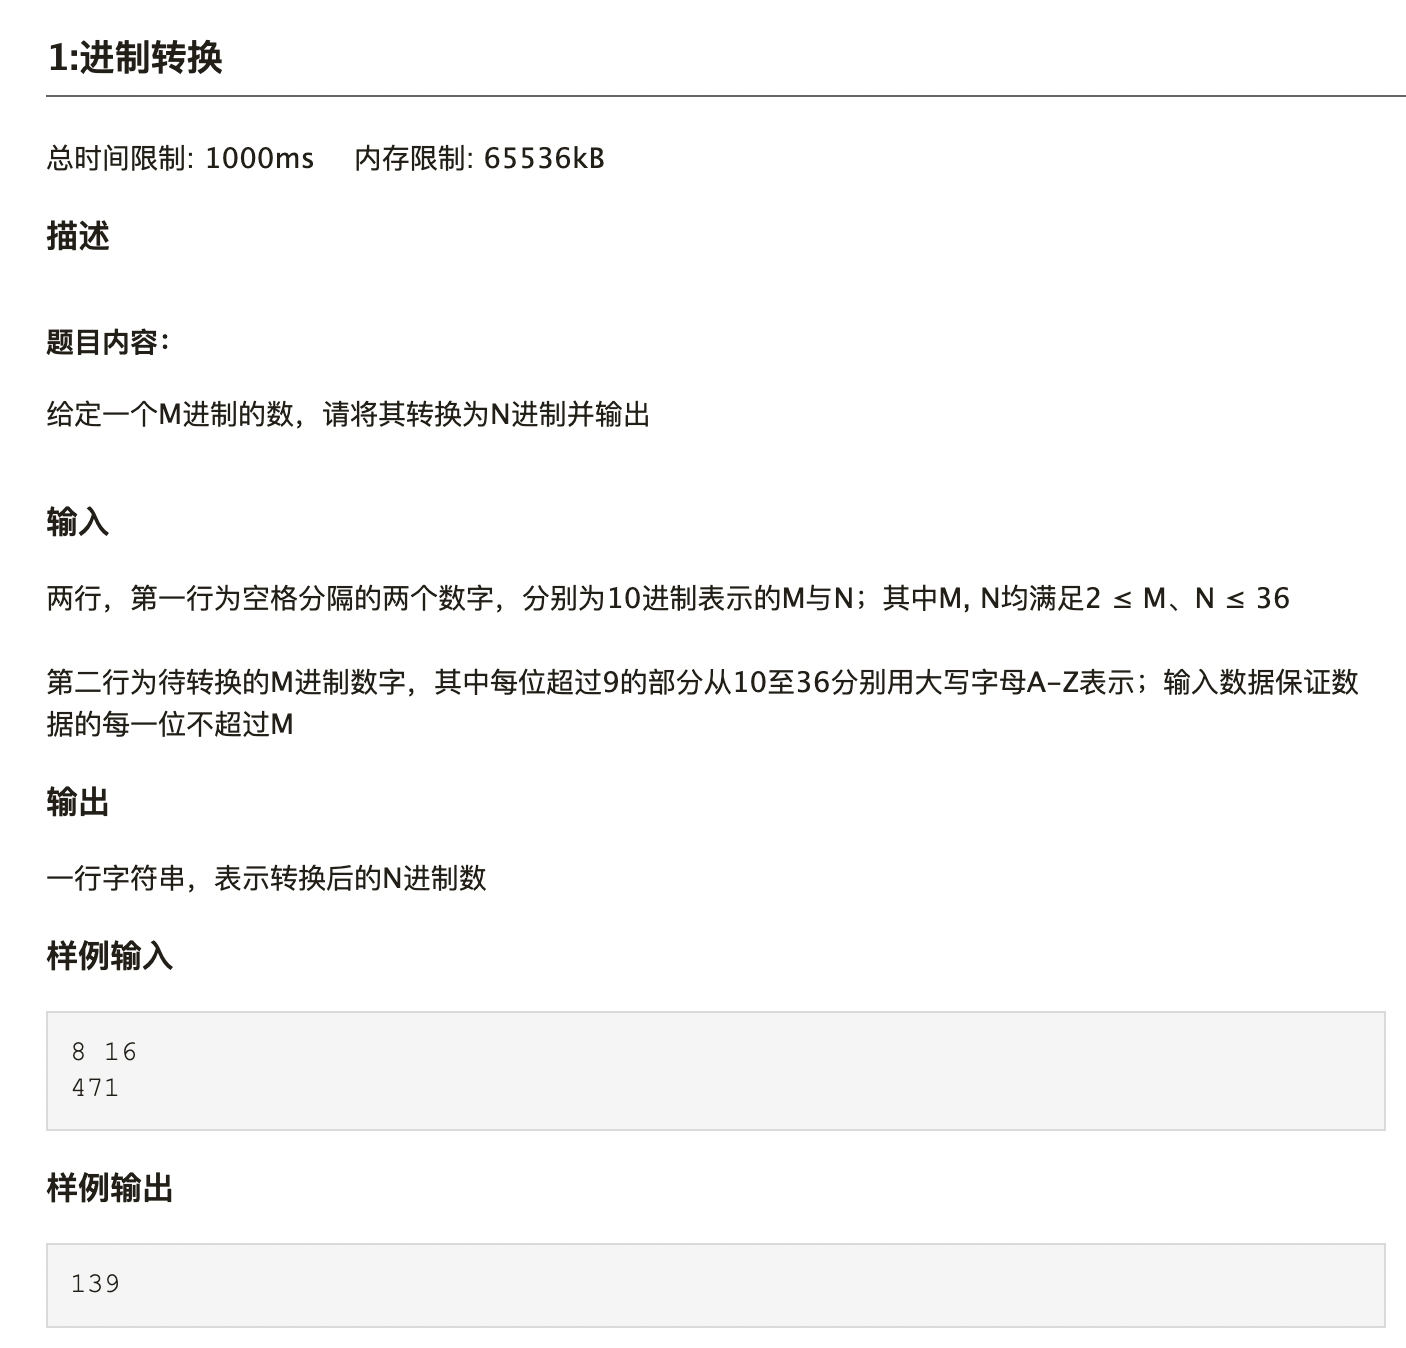 1:进制转换
总时间限制: 1000ms 内存限制: 65536kB
描述
题目内容：
给定一个M进制的数，请将其转换为N进制并输出
输入
两行，第一行为空格分隔的两个数字，分别为10进制表示的M与N；其中M, N均满足2 ≤ M、N ≤ 36
第二行为待转换的M进制数字，其中每位超过9的部分从10至36分别用大写字母A-Z表示；输入数据保证数
据的每一位不超过M
输出
一行字符串，表示转换后的N进制数
样例输入
8 16
471
样例输出
139